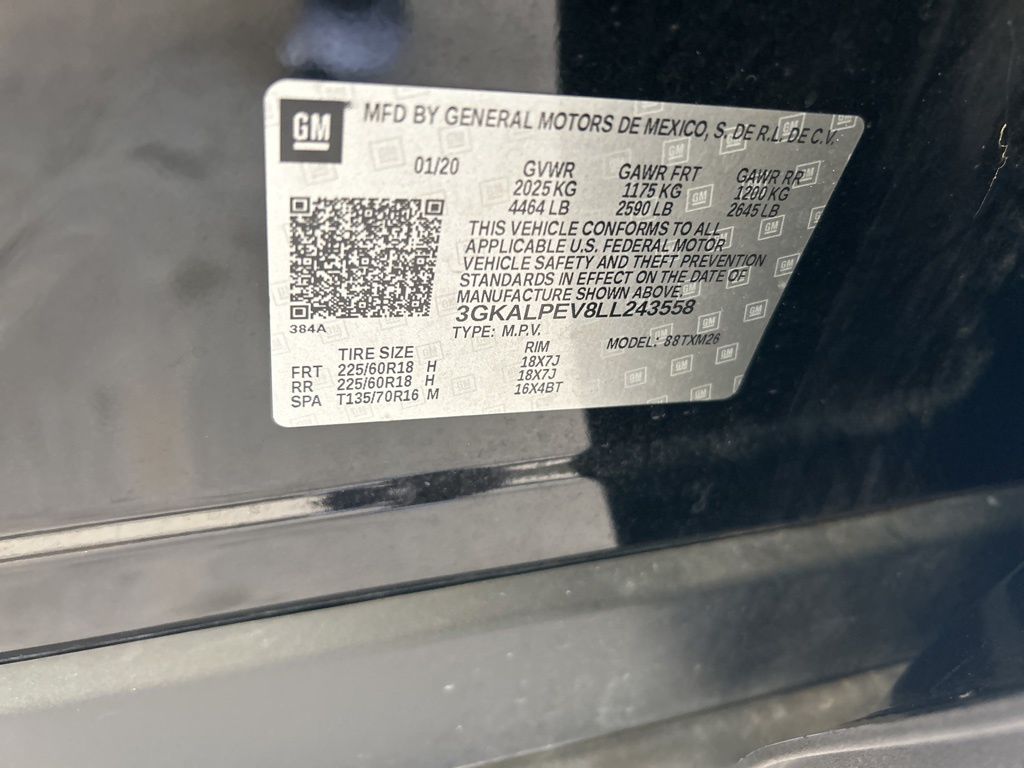 GM MFD BY GENERAL MOTORS DE MEXICO, S. DE R.L. DE C.V.
01/20 GVWR GAWR FRT GAWR RR
2025 KG 1175 KG 1200 KG
4464 LB 2590 LB 2645 LB
THIS VEHICLE CONFORMS TO ALL
APPLICABLE U.S. FEDERAL MOTOR
VEHICLE SAFETY AND THEFT PREVENTION
STANDARDS IN EFFECT ON THE DATE OF
MANUFACTURE SHOWN ABOVE.
3GKALPEV8LL243558
384A
TYPE: M.P.V. MODEL: 88TXM26
TIRE SIZE RIM
FRT 225/60R18 H 18X7J
RR 225/60R18 H 18X7J
SPA T135/70R16 M 16X4BT